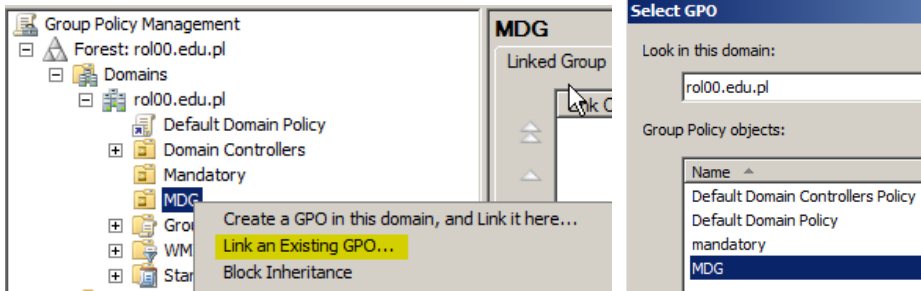 Group Policy Management
Forest: rol00.edu.pl
Domains
rol00.edu.pl
Default Domain Policy
Domain Controllers
Mandatory
MDG
Grou
WM
Star
Create a GPO in this domain, and Link it here...
Link an Existing GPO...
Block Inheritance
MDG
Linked Group
Select GPO
Look in this domain:
rol00.edu.pl
Group Policy objects:
Name
Default Domain Controllers Policy
Default Domain Policy
mandatory
MDG